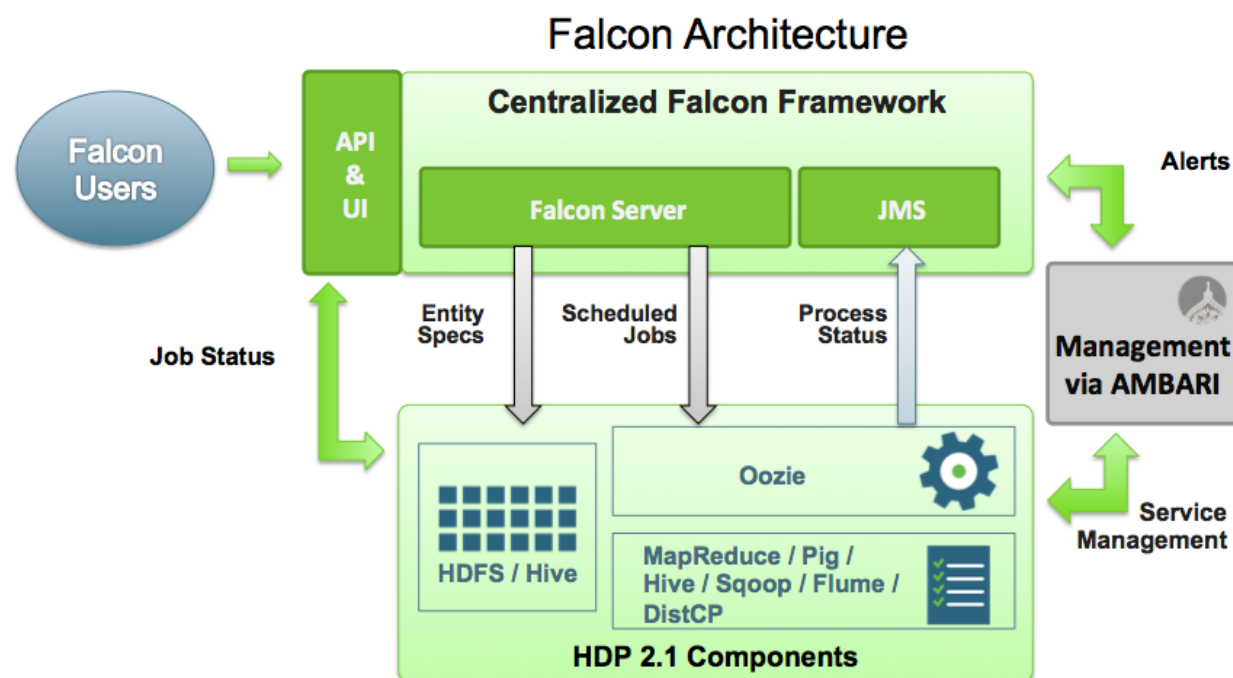 Falcon Architecture
Centralized Falcon Framework
Falcon
Users
API
&
UI
Falcon Server
JMS
Alerts
Entity
Specs
Scheduled
Jobs
Process
Status
Job Status
Management
via AMBARI
Oozie
HDFS / Hive
MapReduce / Pig /
Hive / Sqoop / Flume /
DistCP
Service
Management
HDP 2.1 Components